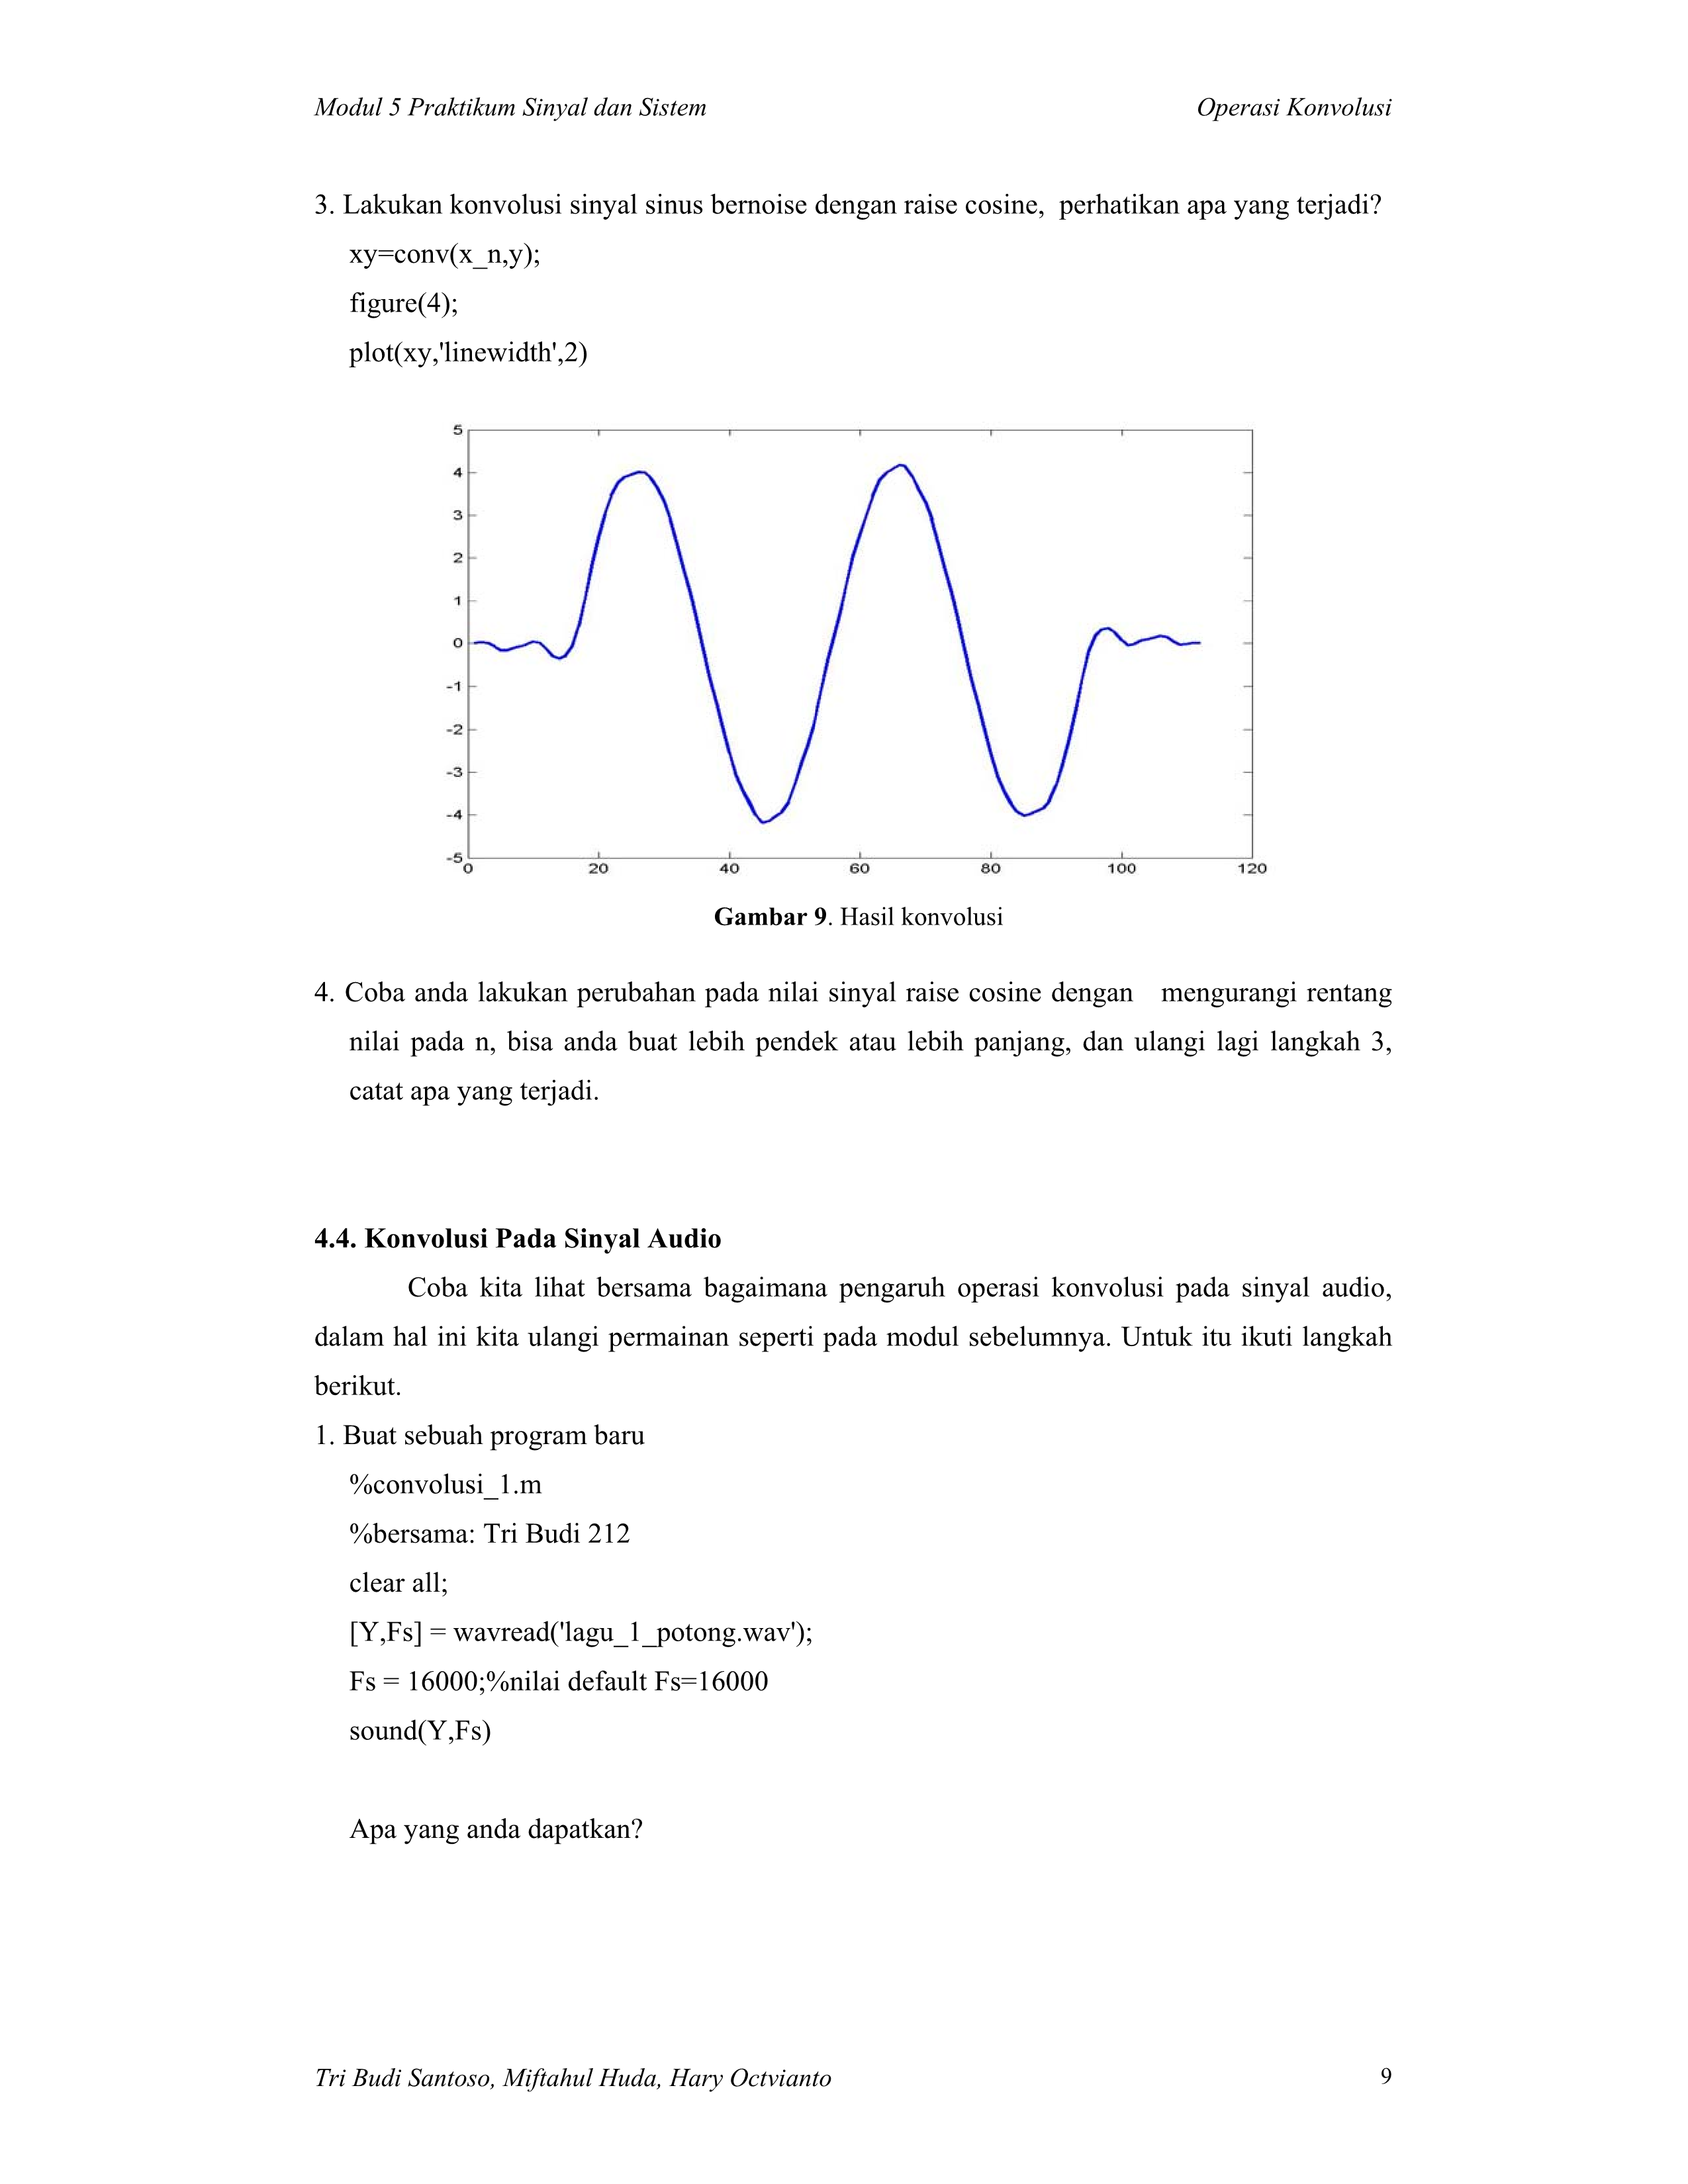 Modul 5 Praktikum Sinyal dan Sistem Operasi Konvolusi
3. Lakukan konvolusi sinyal sinus bernoise dengan raise cosine, perhatikan apa yang terjadi?
xy=conv(x_n,y);
figure(4);
plot(xy,'linewidth',2)
5
4
3
2
1
0
-1
-2
-3
-4
-5
0 20 40 60 80 100 120
Gambar 9. Hasil konvolusi
4. Coba anda lakukan perubahan pada nilai sinyal raise cosine dengan mengurangi rentang
nilai pada n, bisa anda buat lebih pendek atau lebih panjang, dan ulangi lagi langkah 3,
catat apa yang terjadi.
4.4. Konvolusi Pada Sinyal Audio
Coba kita lihat bersama bagaimana pengaruh operasi konvolusi pada sinyal audio,
dalam hal ini kita ulangi permainan seperti pada modul sebelumnya. Untuk itu ikuti langkah
berikut.
1. Buat sebuah program baru
%convolusi_1.m
%bersama: Tri Budi 212
clear all;
[Y,Fs] = wavread('lagu_1_potong.wav');
Fs = 16000;%nilai default Fs=16000
sound(Y,Fs)
Apa yang anda dapatkan?
Tri Budi Santoso, Miftahul Huda, Hary Octvianto 9